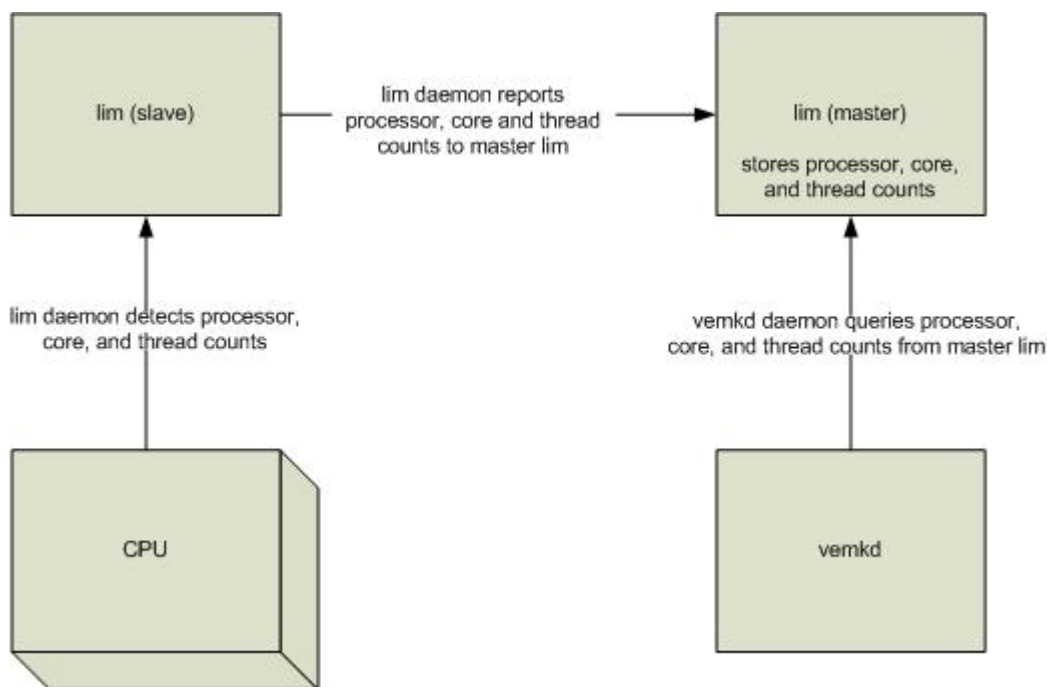 lim (slave)
lim daemon reports
processor, core and thread
counts to master lim
lim (master)
stores processor, core,
and thread counts
lim daemon detects processor,
core, and thread counts
vemkd daemon queries processor,
core, and thread counts from master lim
CPU
vemkd